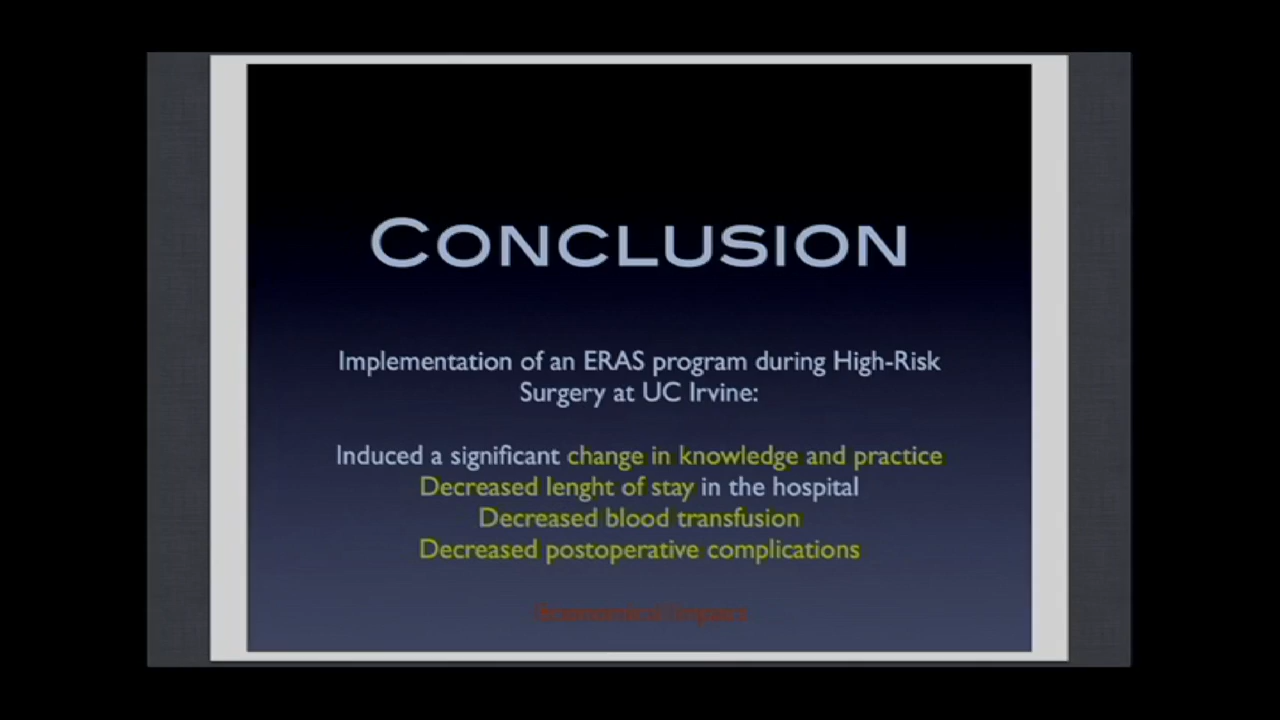 CONCLUSION
Implementation of an ERAS program during High-Risk
Surgery at UC Irvine:
Induced a significant change in knowledge and practice
Decreased lenght of stay in the hospital
Decreased blood transfusion
Decreased postoperative complications